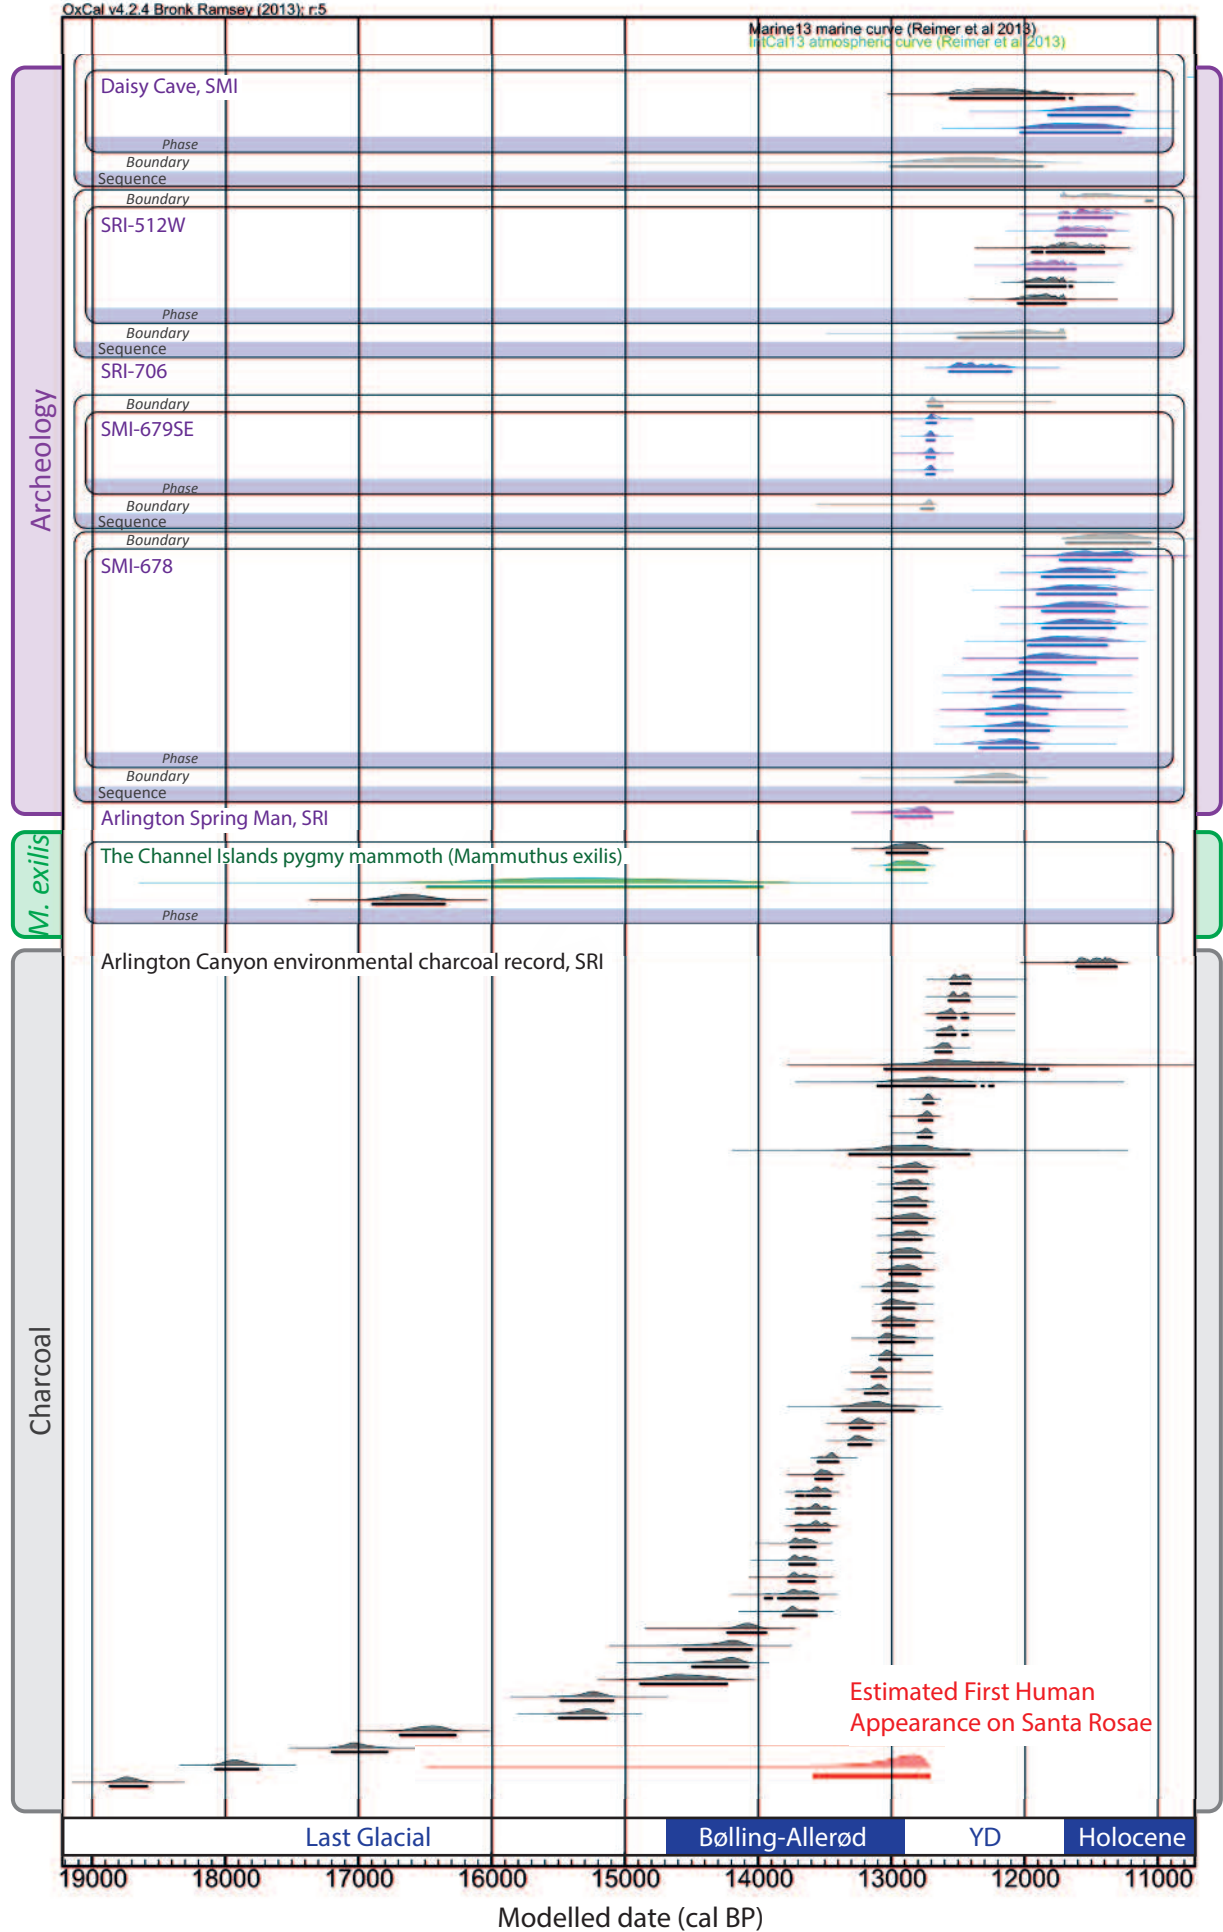 OxCal v4.2.4 Bronk Ramsey (2013); r:5
Marine13 marine curve (Reimer et al 2013)
IntCal13 atmospheric curve (Reimer et al 2013)
Archeology
Daisy Cave, SMI
Phase
Boundary
Sequence
Boundary
SRI-512W
Phase
Boundary
Sequence
SRI-706
Boundary
SMI-679SE
Phase
Boundary
Sequence
Boundary
SMI-678
Phase
Boundary
Sequence
Arlington Spring Man, SRI
M. exilis
The Channel Islands pygmy mammoth (Mammuthus exilis)
Phase
Charcoal
Arlington Canyon environmental charcoal record, SRI
Estimated First Human
Appearance on Santa Rosae
Last Glacial Bølling-Allerød YD Holocene
19000 18000 17000 16000 15000 14000 13000 12000 11000
Modelled date (cal BP)